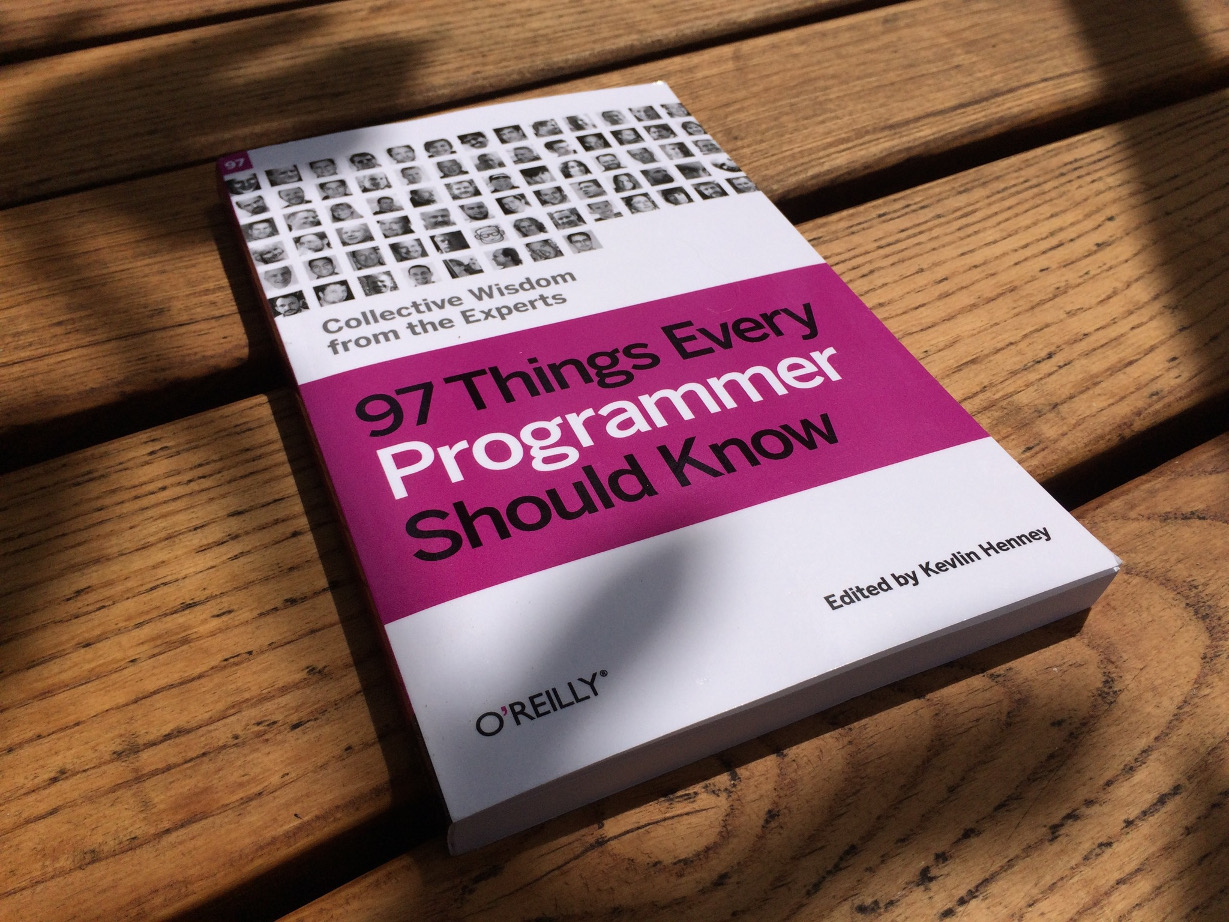 97
Collective Wisdom
from the Experts
97 Things Every
Programmer
Should Know
Edited by Kevlin Henney
O'REILLY®